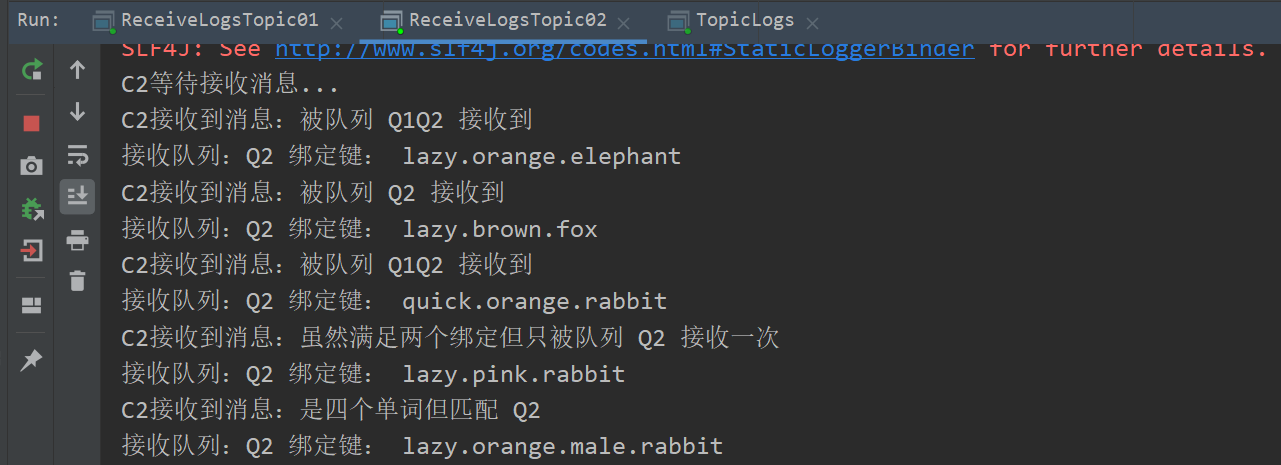 Run: ReceiveLogsTopic01 ReceiveLogsTopic02 TopicLogs
SLF4J: See http://www.slf4j.org/codes.html#StaticLoggerBinder for further details.
C2等待接收消息...
C2接收到消息：被队列 Q1Q2 接收到
接收队列：Q2 绑定键： lazy.orange.elephant
C2接收到消息：被队列 Q2 接收到
接收队列：Q2 绑定键： lazy.brown.fox
C2接收到消息：被队列 Q1Q2 接收到
接收队列：Q2 绑定键： quick.orange.rabbit
C2接收到消息：虽然满足两个绑定但只被队列 Q2 接收一次
接收队列：Q2 绑定键： lazy.pink.rabbit
C2接收到消息：是四个单词但匹配 Q2
接收队列：Q2 绑定键： lazy.orange.male.rabbit